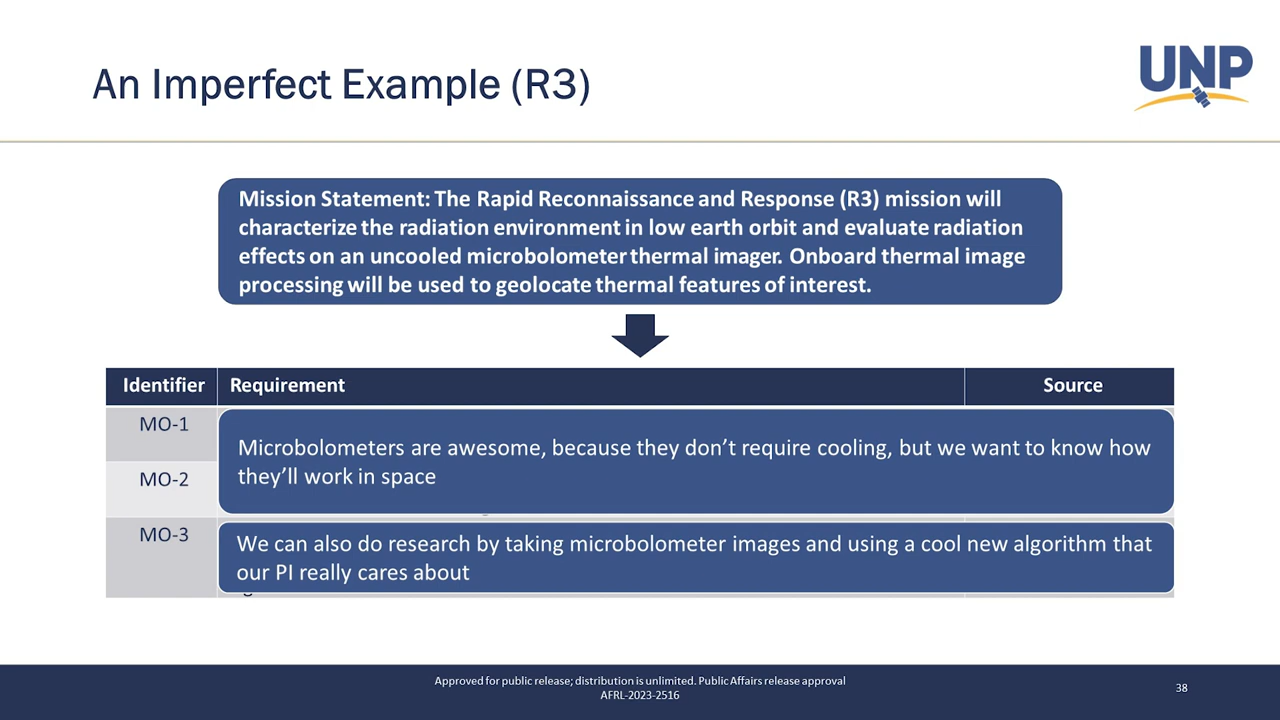 An Imperfect Example (R3)
UNP
Mission Statement: The Rapid Reconnaissance and Response (R3) mission will
characterize the radiation environment in low earth orbit and evaluate radiation
effects on an uncooled microbolometer thermal imager. Onboard thermal image
processing will be used to geolocate thermal features of interest.
Identifier Requirement Source
MO-1
Microbolometers are awesome, because they don’t require cooling, but we want to know how
they’ll work in space
MO-2
MO-3
We can also do research by taking microbolometer images and using a cool new algorithm that
our PI really cares about
Approved for public release; distribution is unlimited. Public Affairs release approval
AFRL-2023-2516
38